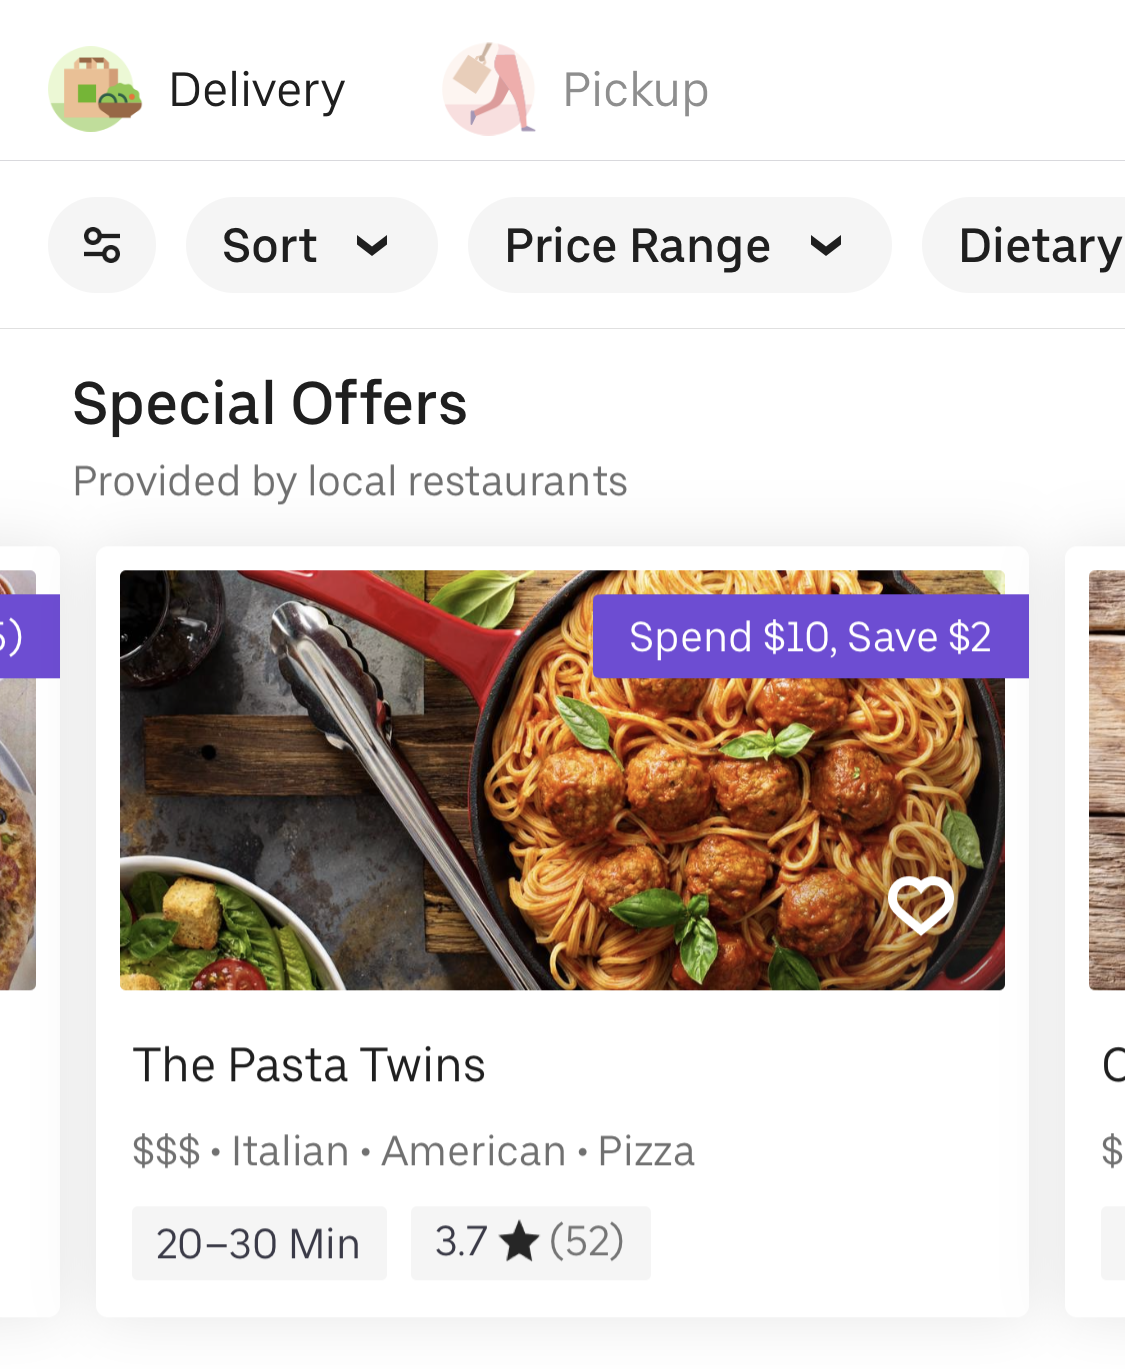 Delivery
Pickup
Sort
Price Range
Dietary
Special Offers
Provided by local restaurants
Spend $10, Save $2
The Pasta Twins
$$$ • Italian • American • Pizza
20–30 Min
3.7 ★ (52)
$